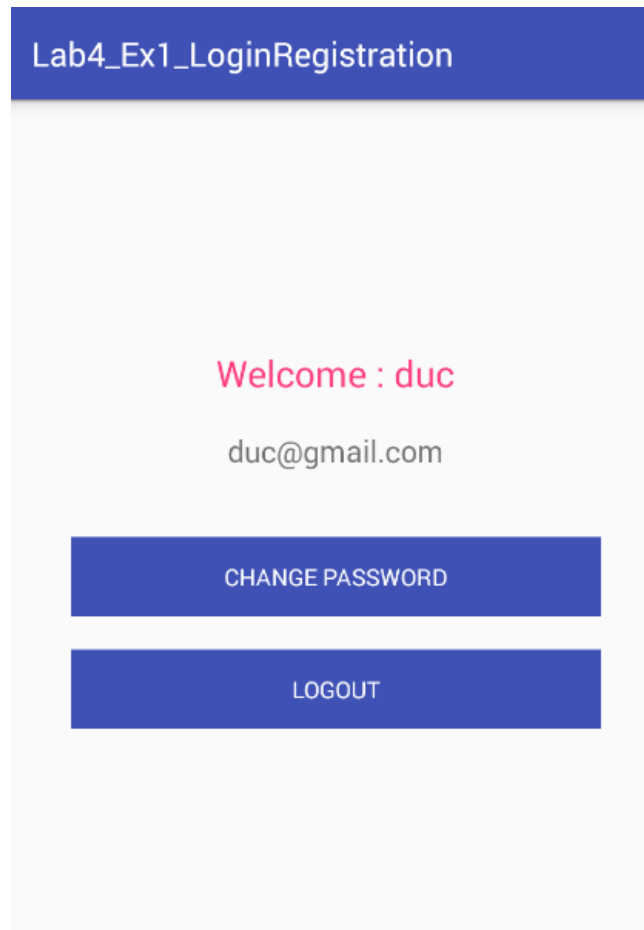 Lab4_Ex1_LoginRegistration
Welcome : duc
duc@gmail.com
CHANGE PASSWORD
LOGOUT